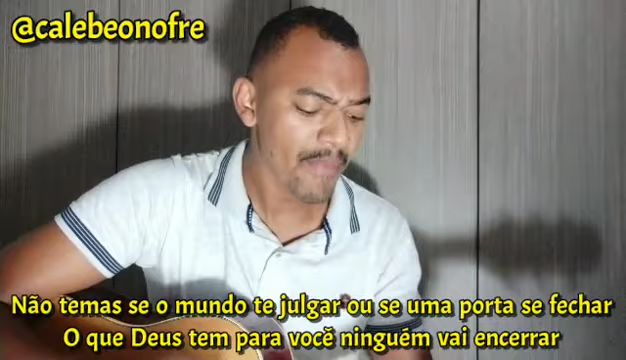 @calebeonofre
Não temas se o mundo te julgar ou se uma porta se fechar
O que Deus tem para você ninguém vai encerrar